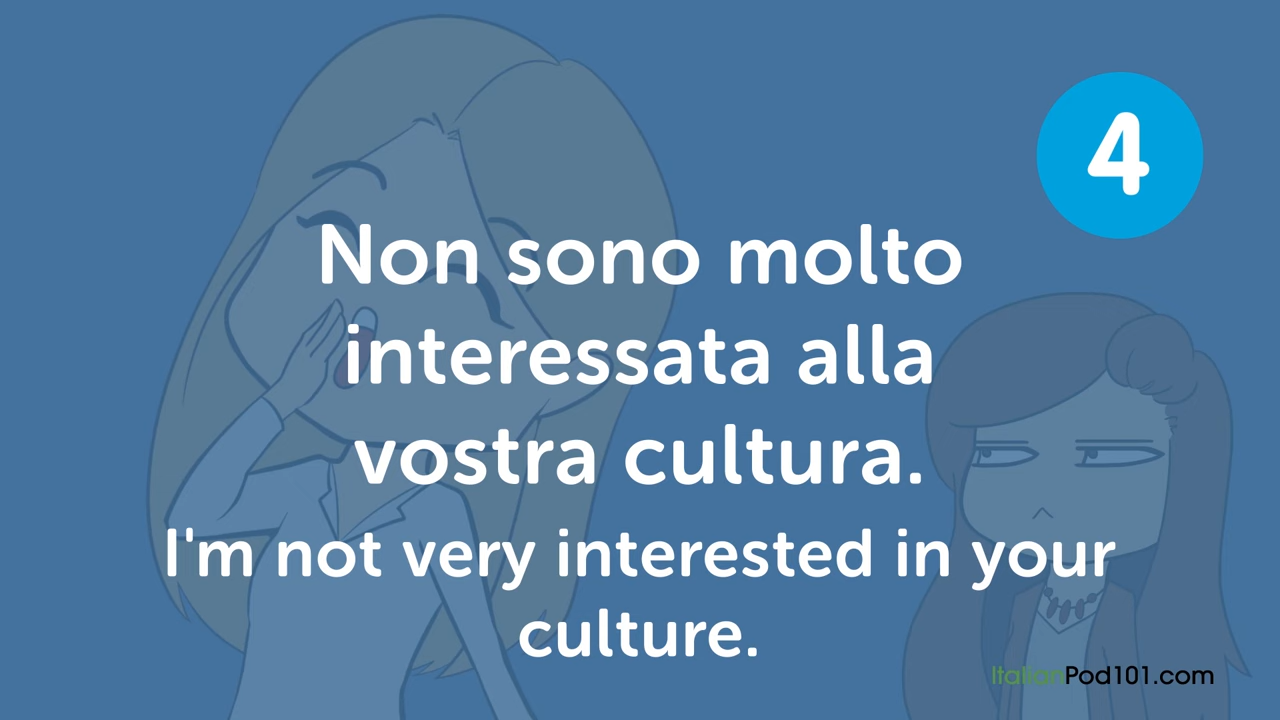 4
Non sono molto
interessata alla
vostra cultura.
I'm not very interested in your
culture.
ItalianPod101.com